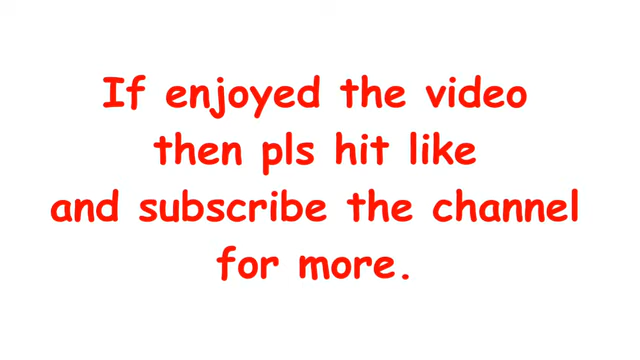 If enjoyed the video
then pls hit like
and subscribe the channel
for more.